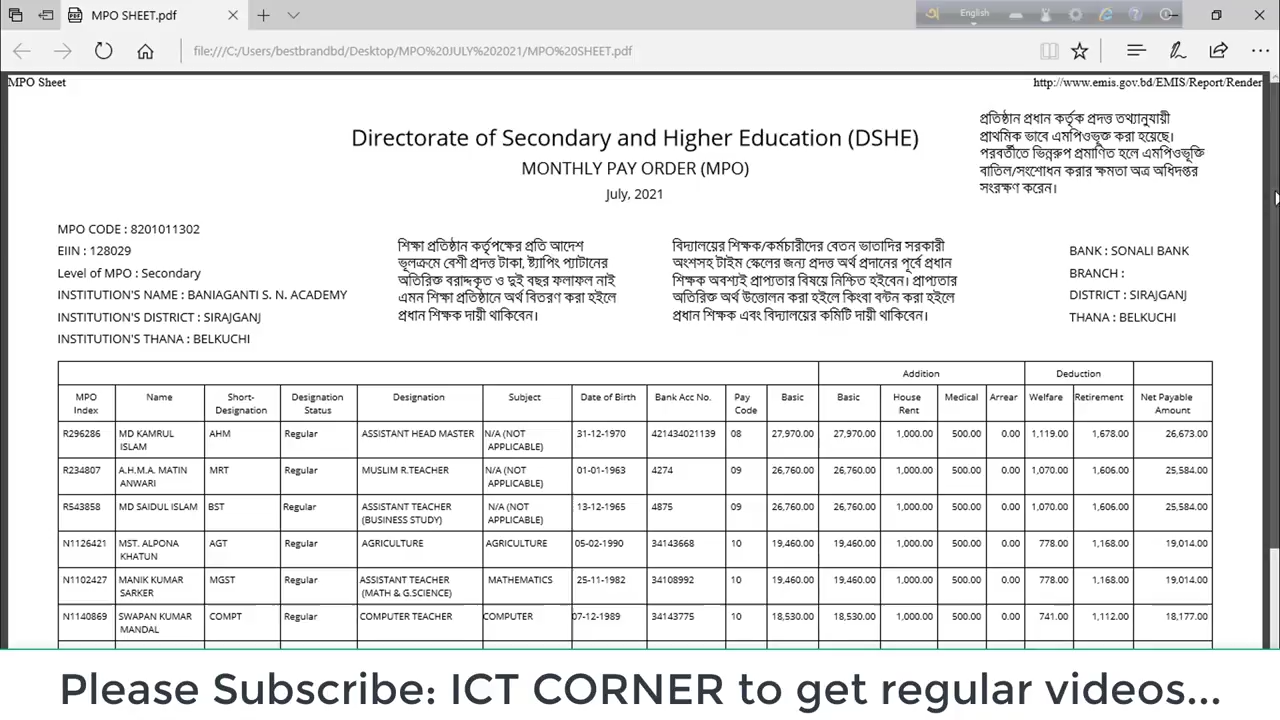 MPO SHEET.pdf
English
file:///C:/Users/bestbrandbd/Desktop/MPO%20JULY%202021/MPO%20SHEET.pdf
MPO Sheet
http://www.emis.gov.bd/EMIS/Report/Render
Directorate of Secondary and Higher Education (DSHE)
MONTHLY PAY ORDER (MPO)
July, 2021
প্রতিষ্ঠান প্রধান কর্তৃক প্রদত্ত তথ্যানুযায়ী
প্রাথমিক ভাবে এমপিওভূক্ত করা হয়েছে।
পরবর্তীতে ভিন্নরুপ প্রমাণিত হলে এমপিওভূক্তি
বাতিল/সংশোধন করার ক্ষমতা অত্র অধিদপ্তর
সংরক্ষণ করেন।
MPO CODE : 8201011302
EIIN : 128029
Level of MPO : Secondary
INSTITUTION'S NAME : BANIAGANTI S. N. ACADEMY
INSTITUTION'S DISTRICT : SIRAJGANJ
INSTITUTION'S THANA : BELKUCHI
শিক্ষা প্রতিষ্ঠান কর্তৃপক্ষের প্রতি আদেশ
ভূলক্রমে বেশী প্রদত্ত টাকা, ষ্ট্যাপিং প্যাটানের
অতিরিক্ত বরাদ্দকৃত ও দুই বছর ফলাফল নাই
এমন শিক্ষা প্রতিষ্ঠানে অর্থ বিতরণ করা হইলে
প্রধান শিক্ষক দায়ী থাকিবেন।
বিদ্যালয়ের শিক্ষক/কর্মচারীদের বেতন ভাতাদির সরকারী
অংশসহ টাইম স্কেলের জন্য প্রদত্ত অর্থ প্রদানের পূর্বে প্রধান
শিক্ষক অবশ্যই প্রাপ্যতার বিষয়ে নিশ্চিত হইবেন। প্রাপ্যতার
অতিরিক্ত অর্থ উত্তোলন করা হইলে কিংবা বন্টন করা হইলে
প্রধান শিক্ষক এবং বিদ্যালয়ের কমিটি দায়ী থাকিবেন।
BANK : SONALI BANK
BRANCH :
DISTRICT : SIRAJGANJ
THANA : BELKUCHI
Addition Deduction
MPO Index Name Short-Designation Designation Status Designation Subject Date of Birth Bank Acc No. Pay Code Basic Basic House Rent Medical Arrear Welfare Retirement Net Payable Amount
R296286 MD KAMRUL ISLAM AHM Regular ASSISTANT HEAD MASTER N/A (NOT APPLICABLE) 31-12-1970 421434021139 08 27,970.00 27,970.00 1,000.00 500.00 0.00 1,119.00 1,678.00 26,673.00
R234807 A.H.M.A. MATIN ANWARI MRT Regular MUSLIM R.TEACHER N/A (NOT APPLICABLE) 01-01-1963 4274 09 26,760.00 26,760.00 1,000.00 500.00 0.00 1,070.00 1,606.00 25,584.00
R543858 MD SAIDUL ISLAM BST Regular ASSISTANT TEACHER (BUSINESS STUDY) N/A (NOT APPLICABLE) 13-12-1965 4875 09 26,760.00 26,760.00 1,000.00 500.00 0.00 1,070.00 1,606.00 25,584.00
N1126421 MST. ALPONA KHATUN AGT Regular AGRICULTURE AGRICULTURE 05-02-1990 34143668 10 19,460.00 19,460.00 1,000.00 500.00 0.00 778.00 1,168.00 19,014.00
N1102427 MANIK KUMAR SARKER MGST Regular ASSISTANT TEACHER (MATH & G.SCIENCE) MATHEMATICS 25-11-1982 34108992 10 19,460.00 19,460.00 1,000.00 500.00 0.00 778.00 1,168.00 19,014.00
N1140869 SWAPAN KUMAR MANDAL COMPT Regular COMPUTER TEACHER COMPUTER 07-12-1989 34143775 10 18,530.00 18,530.00 1,000.00 500.00 0.00 741.00 1,112.00 18,177.00
Please Subscribe: ICT CORNER to get regular videos...